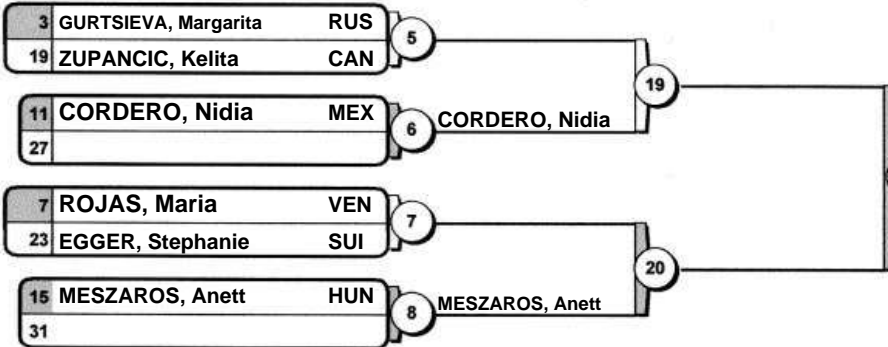 3 GURTSIEVA, Margarita RUS
5
19 ZUPANCIC, Kelita CAN
19
11 CORDERO, Nidia MEX
6 CORDERO, Nidia
27
7 ROJAS, Maria VEN
7
23 EGGER, Stephanie SUI
20
15 MESZAROS, Anett HUN
8 MESZAROS, Anett
31